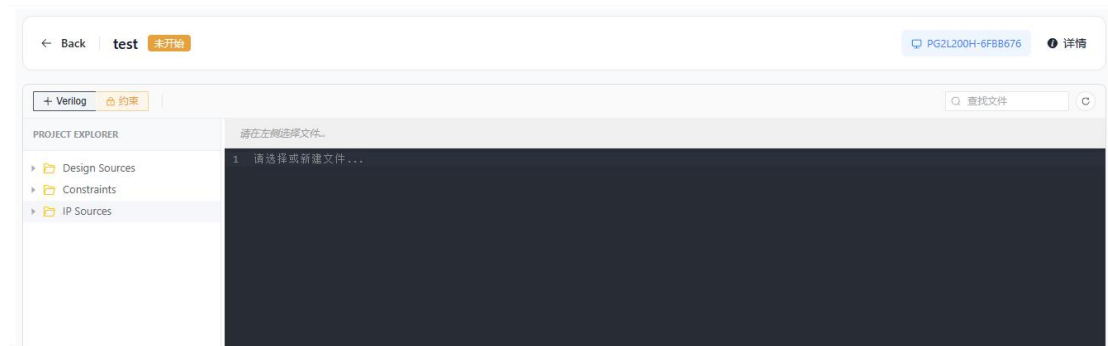 ← Back test 未开始 PG2L200H-6FBB676 详情
+ Verilog 约束 查找文件
PROJECT EXPLORER 请在左侧选择文件...
Design Sources 1 请选择或新建文件...
Constraints
IP Sources